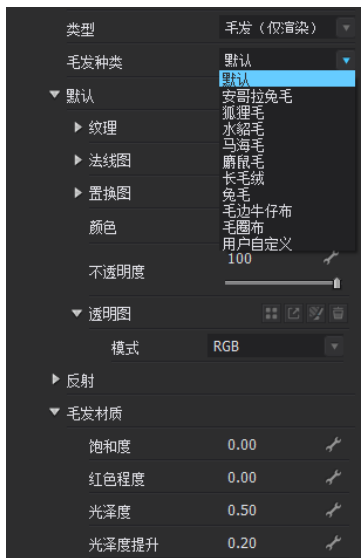 类型 毛发（仅渲染）
毛发种类 默认
默认
默认
安哥拉兔毛
纹理
狐狸毛
水貂毛
马海毛
法线图
麝鼠毛
长毛绒
置换图
兔毛
毛边牛仔布
颜色
毛圈布
用户自定义
100
不透明度
透明图
模式 RGB
反射
毛发材质
饱和度 0.00
红色程度 0.00
光泽度 0.50
光泽度提升 0.20